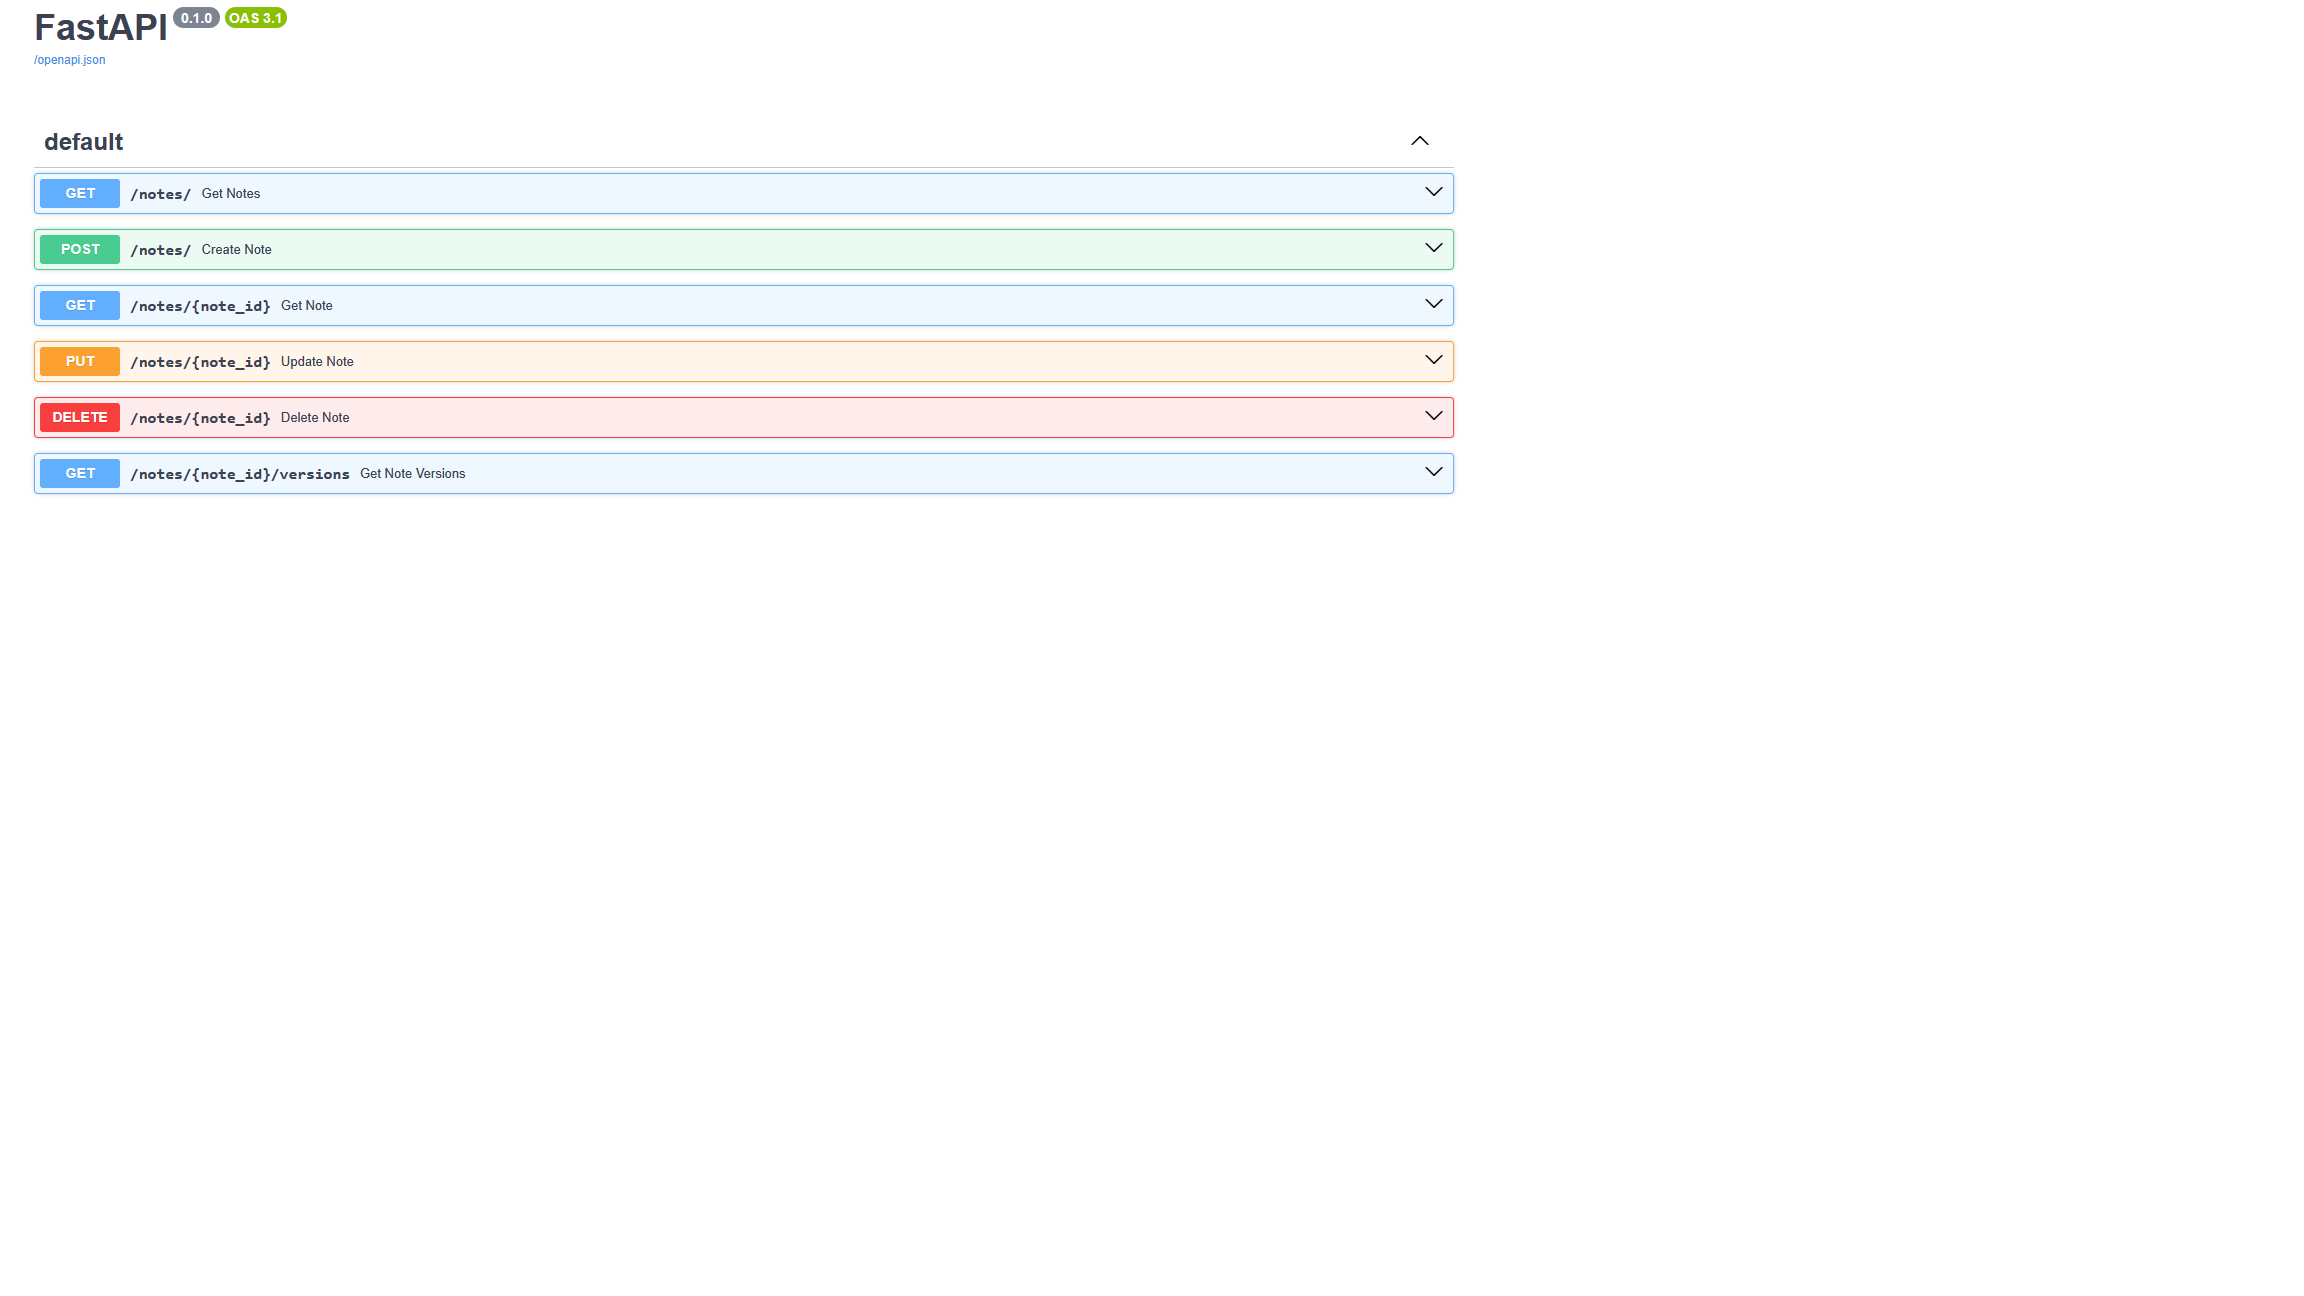 FastAPI 0.1.0 OAS 3.1
/openapi.json
default
GET /notes/ Get Notes
POST /notes/ Create Note
GET /notes/{note_id} Get Note
PUT /notes/{note_id} Update Note
DELETE /notes/{note_id} Delete Note
GET /notes/{note_id}/versions Get Note Versions